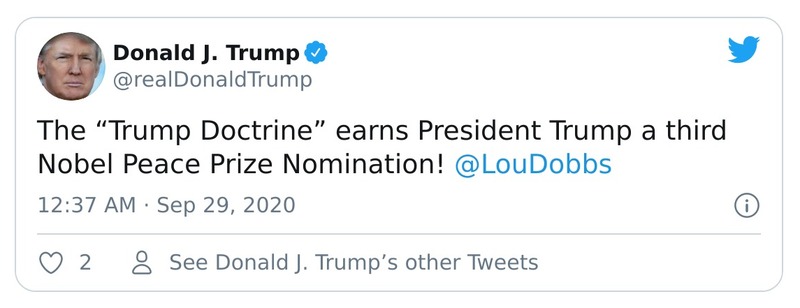 Donald J. Trump
@realDonaldTrump
The “Trump Doctrine” earns President Trump a third
Nobel Peace Prize Nomination! @LouDobbs
12:37 AM · Sep 29, 2020
2
See Donald J. Trump’s other Tweets